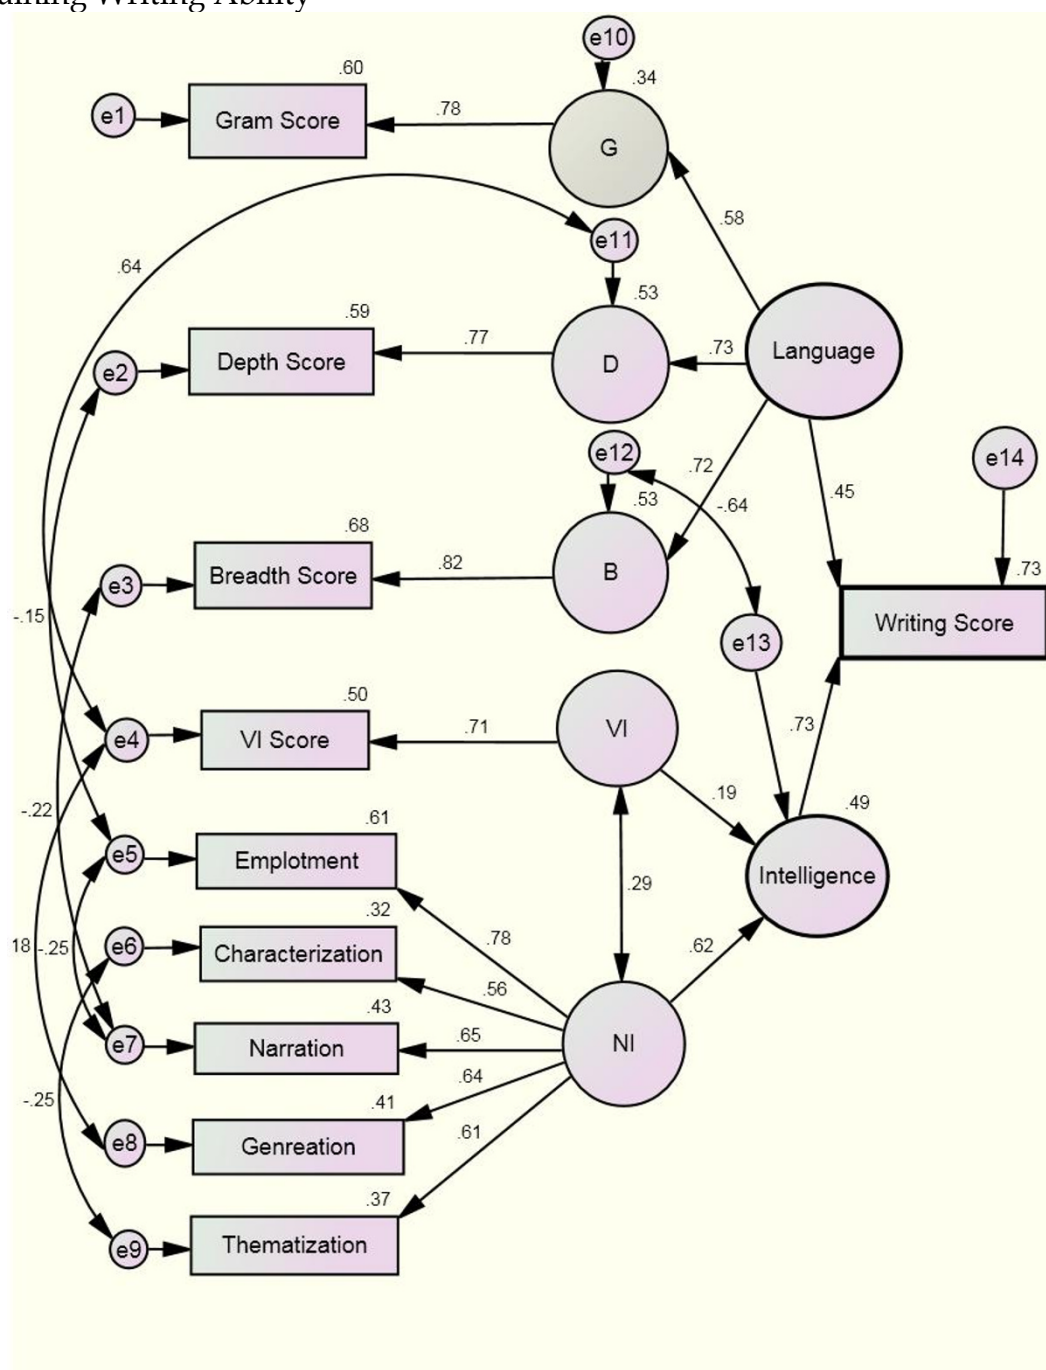 aining Writing Ability
e10
.60
.34
e1
Gram Score
.78
G
.58
e11
.64
.53
.59
Language
e2
Depth Score
.77
D
.73
e12
e14
.72
.45
.53
-.64
.68
e3
Breadth Score
.82
B
.73
-.15
Writing Score
e13
.50
VI
e4
VI Score
.71
.73
.19
.49
-.22
.61
e5
Emplotment
Intelligence
.29
.32
18
-.25
e6
Characterization
.78
.62
.56
.43
e7
Narration
.65
NI
.64
-.25
.41
.61
e8
Genreation
.37
e9
Thematization